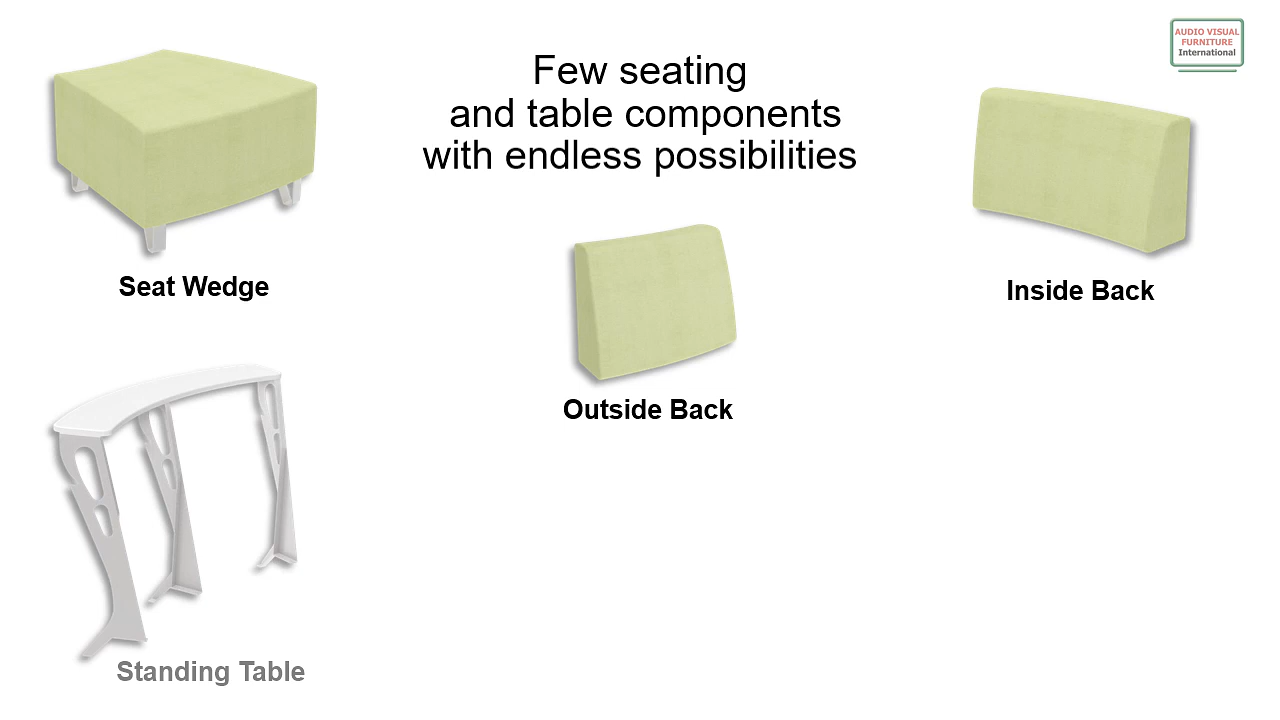 AUDIO VISUAL
FURNITURE
International
Few seating
and table components
with endless possibilities
Seat Wedge
Inside Back
Outside Back
Standing Table